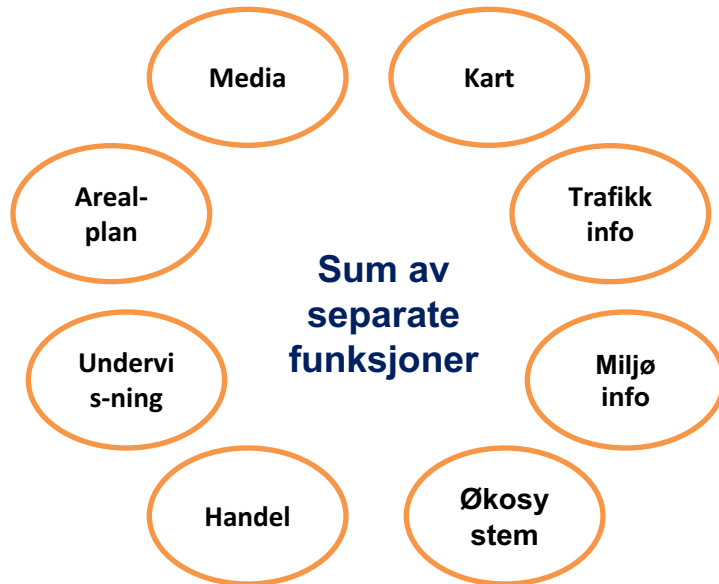 Media
Kart
Areal-
plan
Trafikk
info
Sum av
separate
funksjoner
Undervi
s-ning
Miljø
info
Handel
Økosy
stem